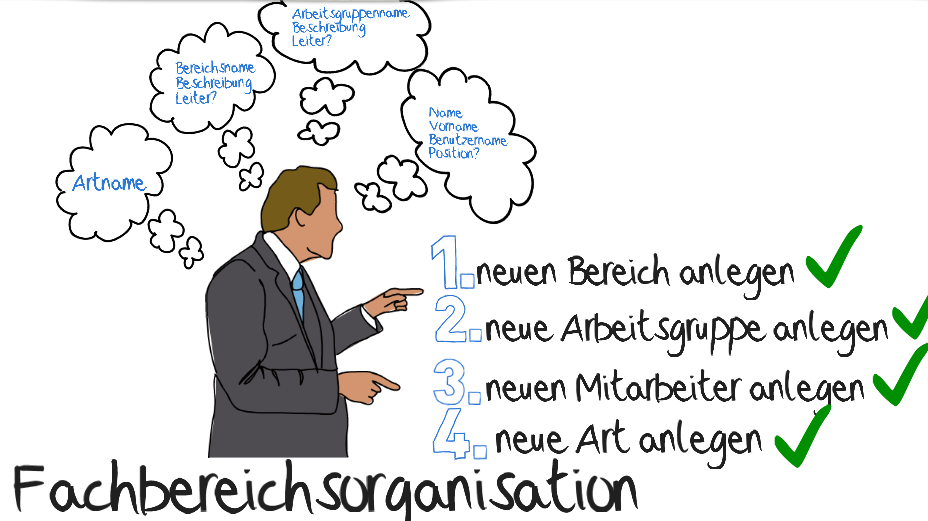 Arbeitsgruppenname
Beschreibung
Leiter?
Bereichsname
Beschreibung
Leiter?
Name
Vorname
Benutzername
Position?
Artname
1. neuen Bereich anlegen
2. neue Arbeitsgruppe anlegen
3. neuen Mitarbeiter anlegen
4. neue Art anlegen
Fachbereichsorganisation